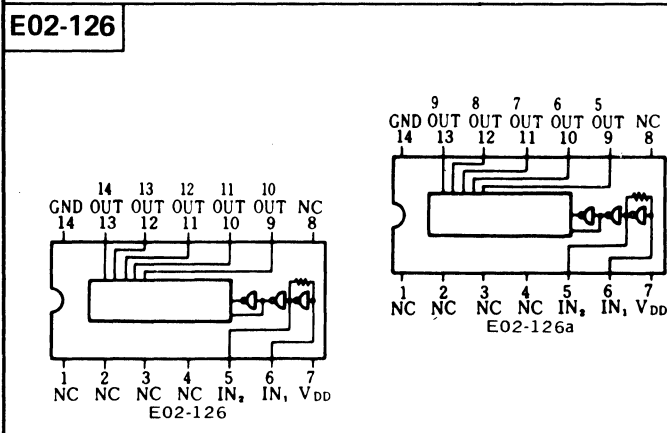 E02-126
14 13 12 11 10
GND OUT OUT OUT OUT OUT NC
14 13 12 11 10 9 8
1 2 3 4 5 6 7
NC NC NC NC IN₂ IN₁ VDD
E02-126
9 8 7 6 5
GND OUT OUT OUT OUT OUT NC
14 13 12 11 10 9 8
1 2 3 4 5 6 7
NC NC NC NC IN₂ IN₁ VDD
E02-126a